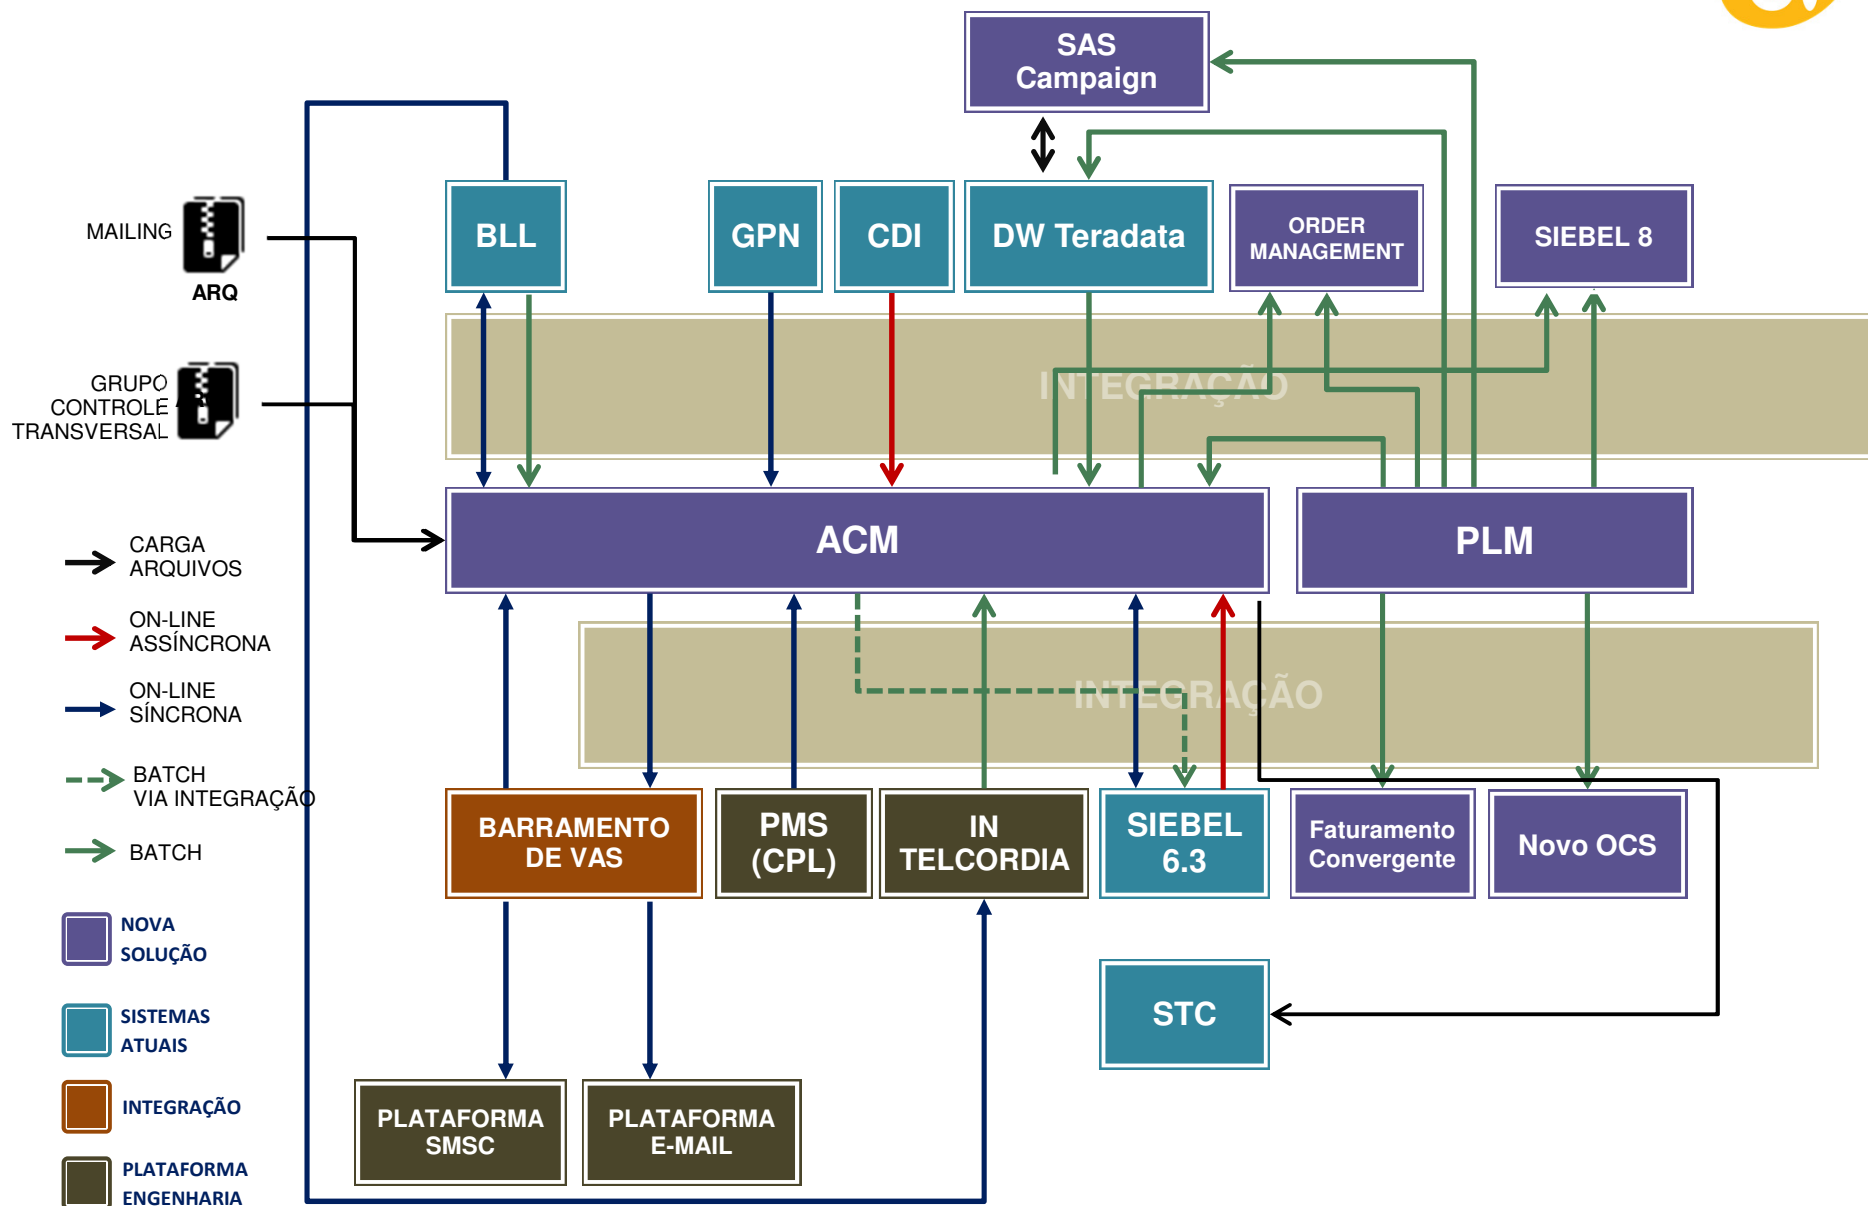 SAS
Campaign
MAILING
ARQ
BLL
GPN
CDI
DW Teradata
ORDER
MANAGEMENT
SIEBEL 8
GRUPO
CONTROLE
TRANSVERSAL
INTEGRAÇÃO
ACM
PLM
CARGA
ARQUIVOS
ON-LINE
ASSÍNCRONA
ON-LINE
SÍNCRONA
BATCH
VIA INTEGRAÇÃO
BATCH
INTEGRAÇÃO
BARRAMENTO
DE VAS
PMS
(CPL)
IN
TELCORDIA
SIEBEL
6.3
Faturamento
Convergente
Novo OCS
NOVA
SOLUÇÃO
SISTEMAS
ATUAIS
INTEGRAÇÃO
PLATAFORMA
ENGENHARIA
STC
PLATAFORMA
SMSC
PLATAFORMA
E-MAIL